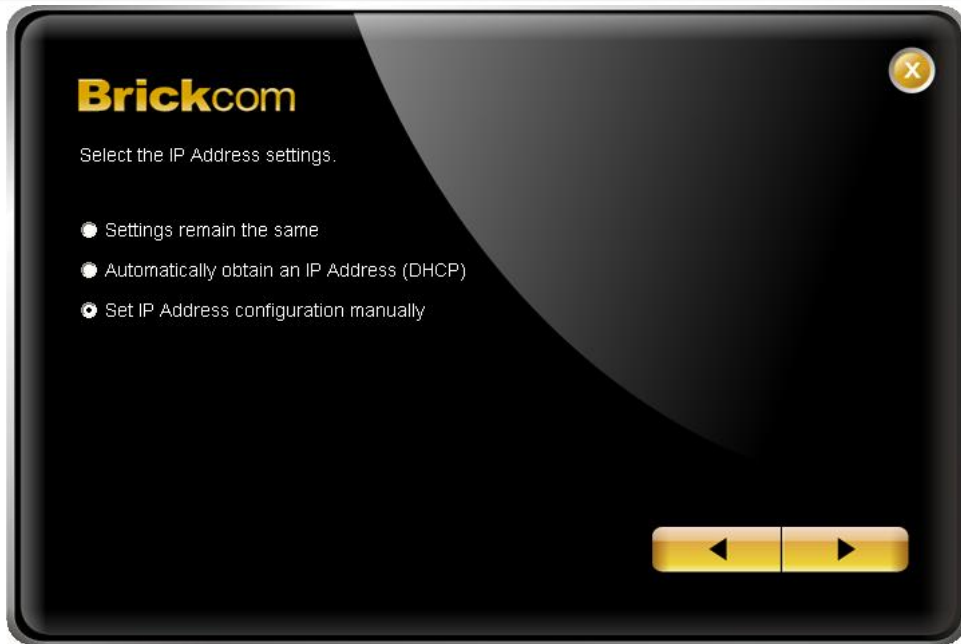 Brickcom
X
Select the IP Address settings.
Settings remain the same
Automatically obtain an IP Address (DHCP)
Set IP Address configuration manually